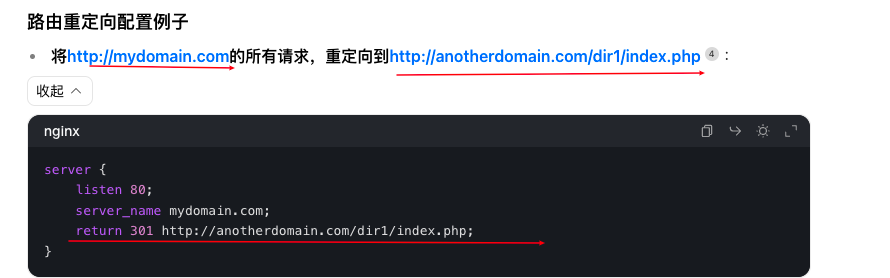 路由重定向配置例子
• 将http://mydomain.com的所有请求，重定向到http://anotherdomain.com/dir1/index.php 4：
收起
nginx
server {
    listen 80;
    server_name mydomain.com;
    return 301 http://anotherdomain.com/dir1/index.php;
}